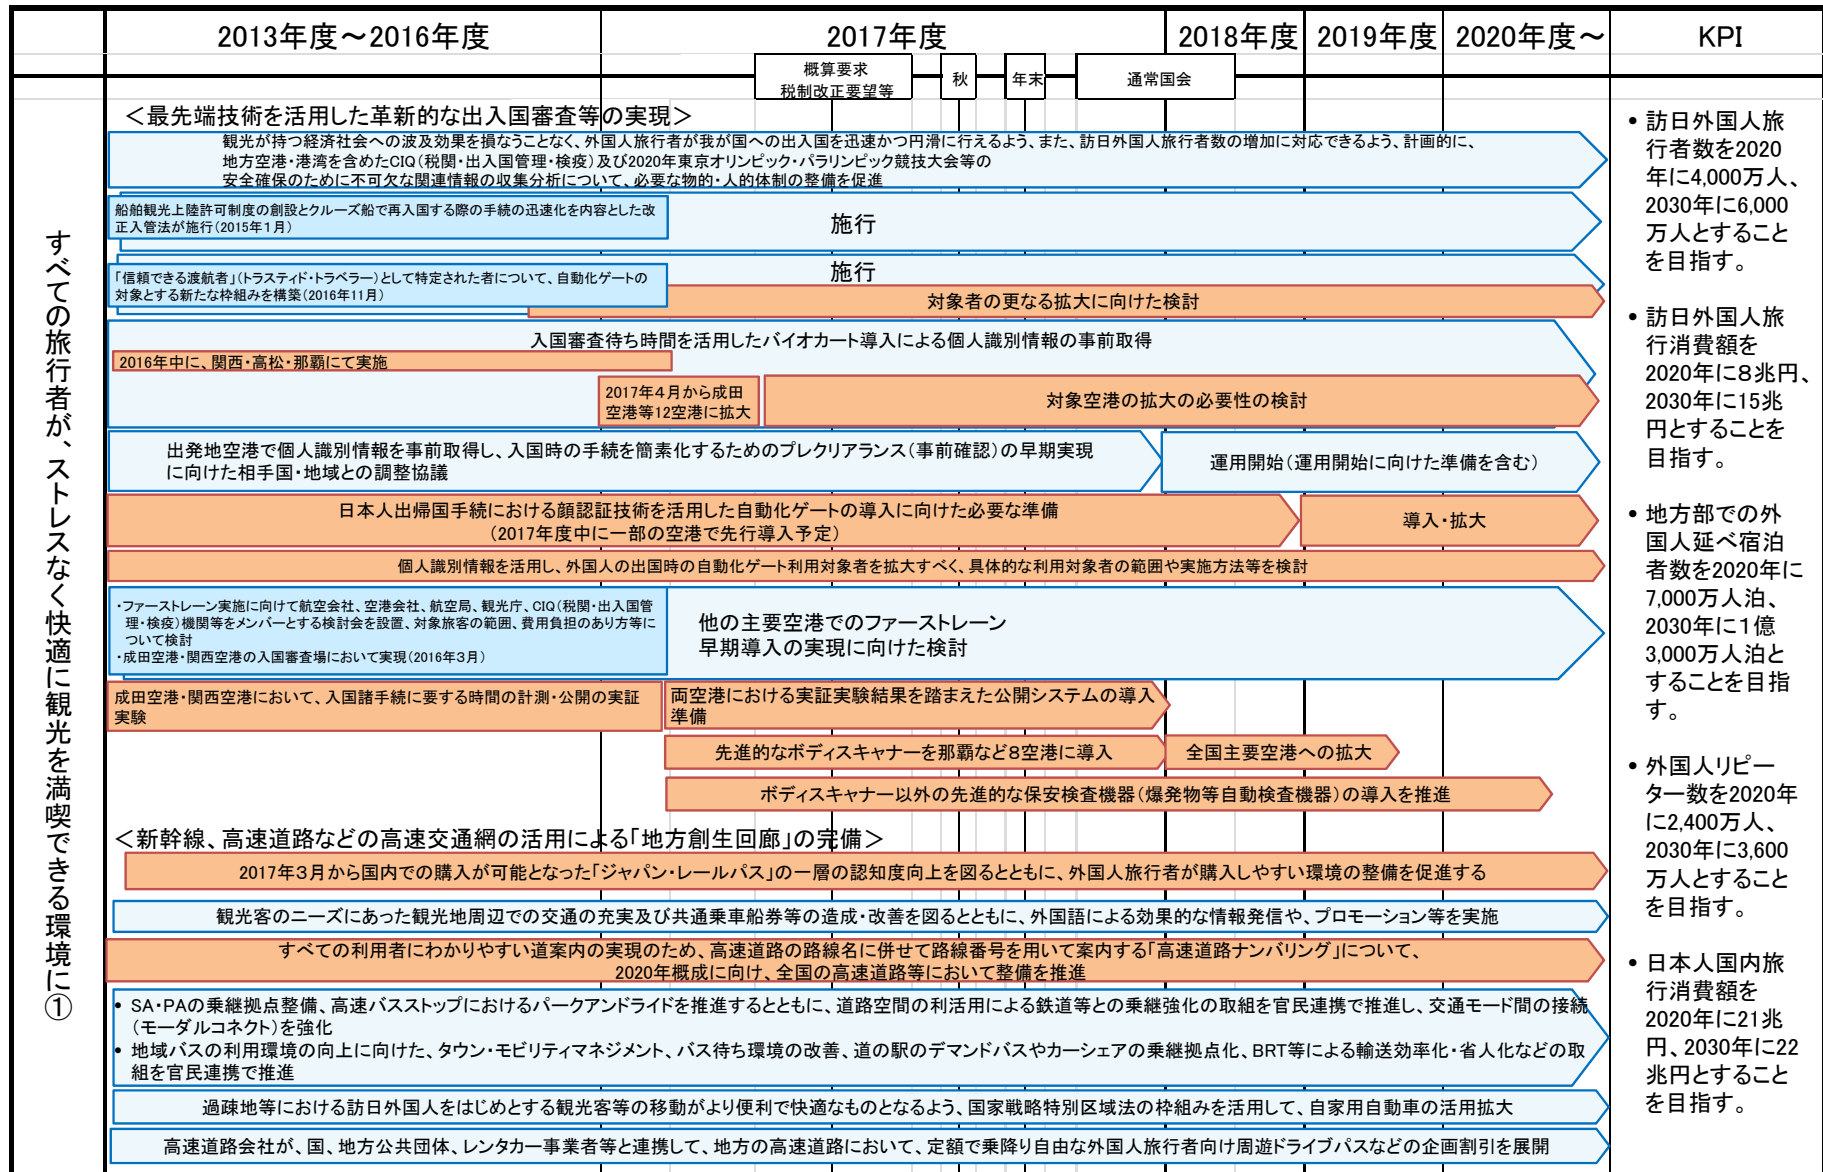 2013年度～2016年度
2017年度
2018年度
2019年度
2020年度～
KPI
概算要求
税制改正要望等
秋
年末
通常国会
すべての旅行者が、ストレスなく快適に観光を満喫できる環境に①
＜最先端技術を活用した革新的な出入国審査等の実現＞
観光が持つ経済社会への波及効果を損なうことなく、外国人旅行者が我が国への出入国を迅速かつ円滑に行えるよう、また、訪日外国人旅行者数の増加に対応できるよう、計画的に、
地方空港・港湾を含めたCIQ（税関・出入国管理・検疫）及び2020年東京オリンピック・パラリンピック競技大会等の
安全確保のために不可欠な関連情報の収集分析について、必要な物的・人的体制の整備を促進
船舶観光上陸許可制度の創設とクルーズ船で再入国する際の手続の迅速化を内容とした改
正入管法が施行（2015年１月）
施行
「信頼できる渡航者」（トラスティド・トラベラー）として特定された者について、自動化ゲートの
対象とする新たな枠組みを構築（2016年11月）
施行
対象者の更なる拡大に向けた検討
入国審査待ち時間を活用したバイオカート導入による個人識別情報の事前取得
2016年中に、関西・高松・那覇にて実施
2017年４月から成田
空港等12空港に拡大
対象空港の拡大の必要性の検討
出発地空港で個人識別情報を事前取得し、入国時の手続を簡素化するためのプレクリアランス（事前確認）の早期実現
に向けた相手国・地域との調整協議
運用開始（運用開始に向けた準備を含む）
日本人出帰国手続における顔認証技術を活用した自動化ゲートの導入に向けた必要な準備
（2017年度中に一部の空港で先行導入予定）
導入・拡大
個人識別情報を活用し、外国人の出国時の自動化ゲート利用対象者を拡大すべく、具体的な利用対象者の範囲や実施方法等を検討
・ファーストレーン実施に向けて航空会社、空港会社、航空局、観光庁、CIQ（税関・出入国管
理・検疫）機関等をメンバーとする検討会を設置、対象旅客の範囲、費用負担のあり方等に
ついて検討
・成田空港・関西空港の入国審査場において実現（2016年３月）
他の主要空港でのファーストレーン
早期導入の実現に向けた検討
成田空港・関西空港において、入国諸手続に要する時間の計測・公開の実証
実験
両空港における実証実験結果を踏まえた公開システムの導入
準備
先進的なボディスキャナーを那覇など８空港に導入
全国主要空港への拡大
ボディスキャナー以外の先進的な保安検査機器（爆発物等自動検査機器）の導入を推進
＜新幹線、高速道路などの高速交通網の活用による「地方創生回廊」の完備＞
2017年３月から国内での購入が可能となった「ジャパン・レールパス」の一層の認知度向上を図るとともに、外国人旅行者が購入しやすい環境の整備を促進する
観光客のニーズにあった観光地周辺での交通の充実及び共通乗車船券等の造成・改善を図るとともに、外国語による効果的な情報発信や、プロモーション等を実施
すべての利用者にわかりやすい道案内の実現のため、高速道路の路線名に併せて路線番号を用いて案内する「高速道路ナンバリング」について、
2020年概成に向け、全国の高速道路等において整備を推進
• SA・PAの乗継拠点整備、高速バスストップにおけるパークアンドライドを推進するとともに、道路空間の利活用による鉄道等との乗継強化の取組を官民連携で推進し、交通モード間の接続
（モーダルコネクト）を強化
• 地域バスの利用環境の向上に向けた、タウン・モビリティマネジメント、バス待ち環境の改善、道の駅のデマンドバスやカーシェアの乗継拠点化、BRT等による輸送効率化・省人化などの取
組を官民連携で推進
過疎地等における訪日外国人をはじめとする観光客等の移動がより便利で快適なものとなるよう、国家戦略特別区域法の枠組みを活用して、自家用自動車の活用拡大
高速道路会社が、国、地方公共団体、レンタカー事業者等と連携して、地方の高速道路において、定額で乗降り自由な外国人旅行者向け周遊ドライブパスなどの企画割引を展開
• 訪日外国人旅
行者数を2020
年に4,000万人、
2030年に6,000
万人とすること
を目指す。
• 訪日外国人旅
行消費額を
2020年に８兆円、
2030年に15兆
円とすることを
目指す。
• 地方部での外
国人延べ宿泊
者数を2020年に
7,000万人泊、
2030年に１億
3,000万人泊と
することを目指
す。
• 外国人リピー
ター数を2020年
に2,400万人、
2030年に3,600
万人とすること
を目指す。
• 日本人国内旅
行消費額を
2020年に21兆
円、2030年に22
兆円とすること
を目指す。